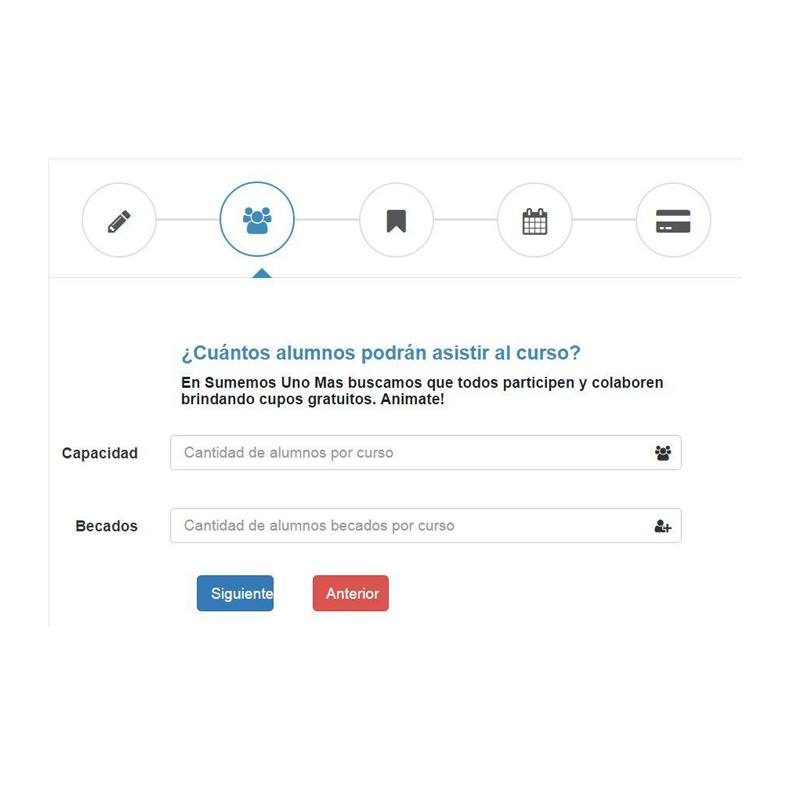 ¿Cuántos alumnos podrán asistir al curso?
En Sumemos Uno Mas buscamos que todos participen y colaboren
brindando cupos gratuitos. Animate!
Capacidad Cantidad de alumnos por curso
Becados Cantidad de alumnos becados por curso
Siguiente Anterior